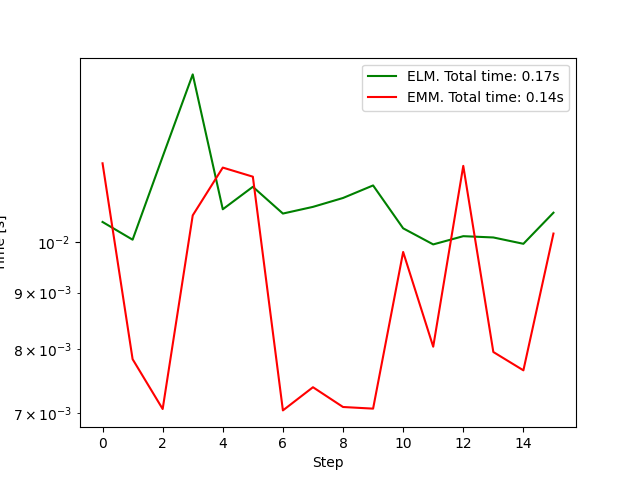 ELM. Total time: 0.17s
EMM. Total time: 0.14s
Time [s]
10⁻²
9 × 10⁻³
8 × 10⁻³
7 × 10⁻³
0 2 4 6 8 10 12 14
Step